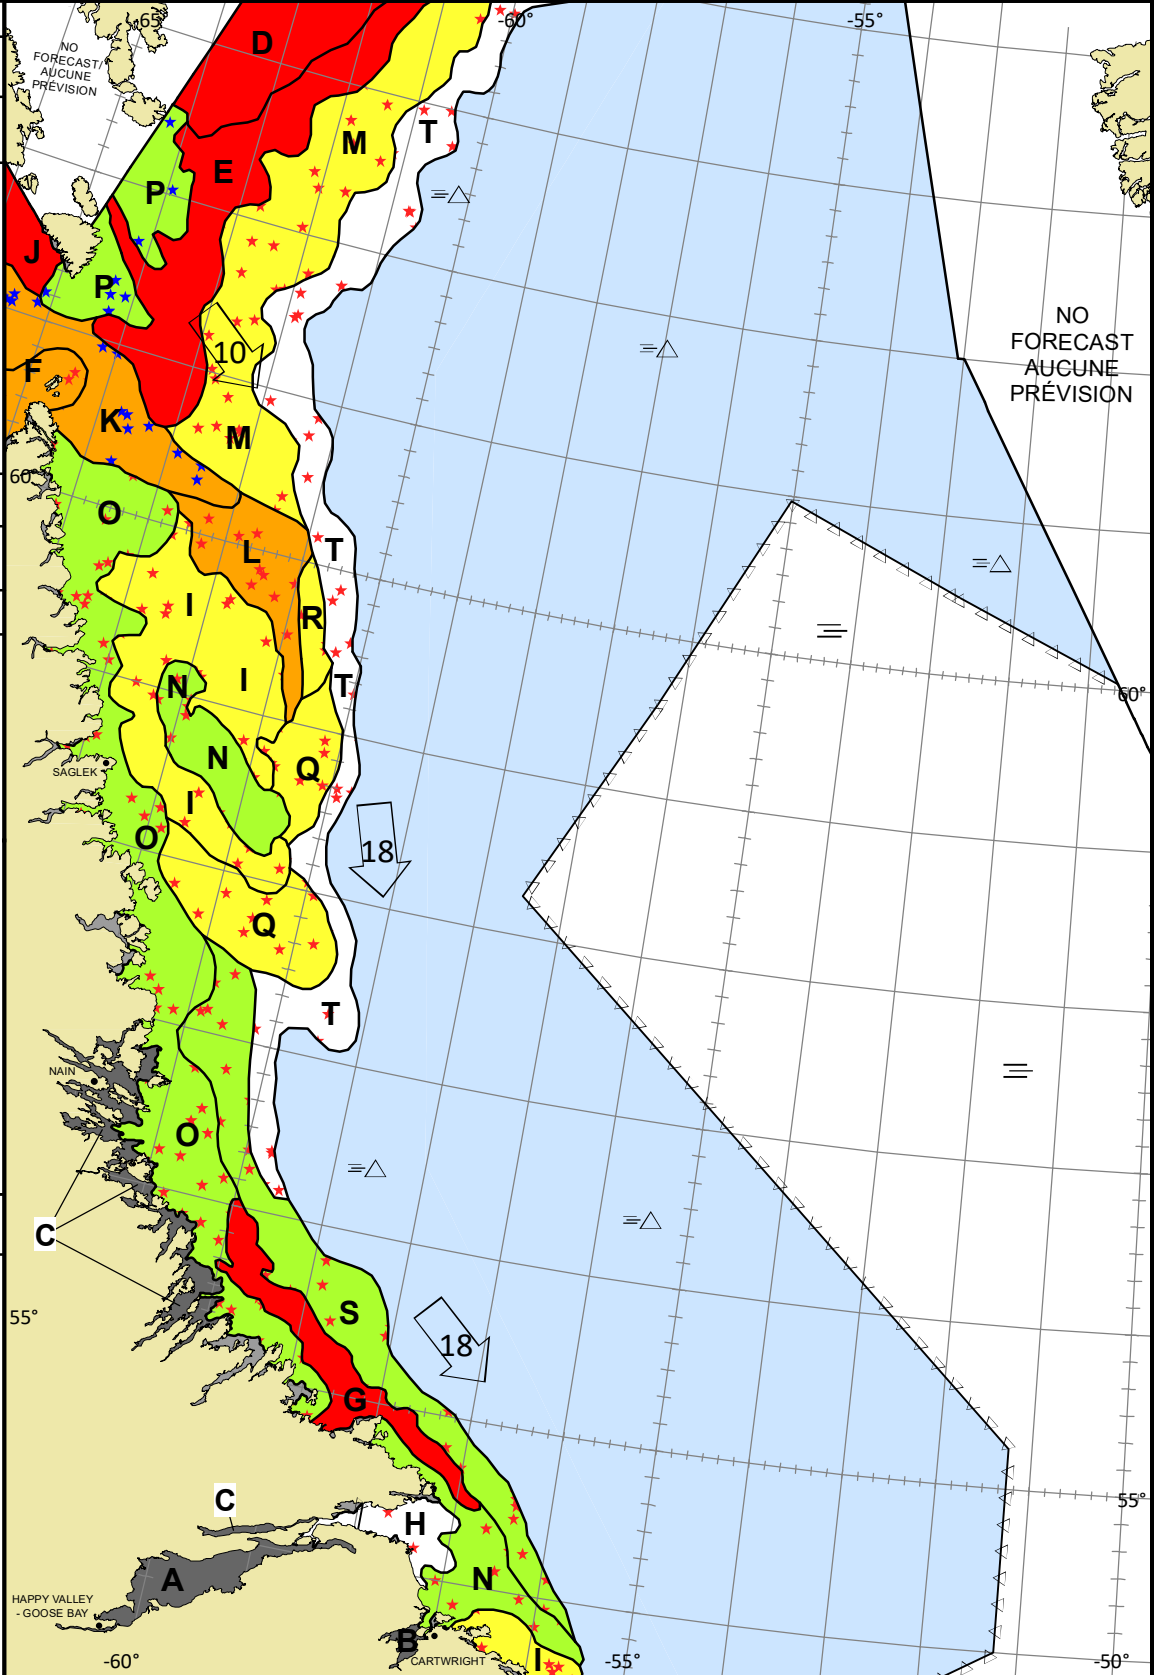 -65°
-60°
-55°
NO
FORECAST/
AUCUNE
PRÉVISION
D
M
T
E
P
J
P
NO
FORECAST
AUCUNE
PRÉVISION
10
F
K
M
60°
O
T
L
I
R
N
I
T
60°
N
Q
SAGLEK
I
O
18
Q
T
NAIN
O
C
S
55°
18
G
C
55°
H
A
N
HAPPY VALLEY
- GOOSE BAY
B
CARTWRIGHT
I
-60°
-55°
-50°